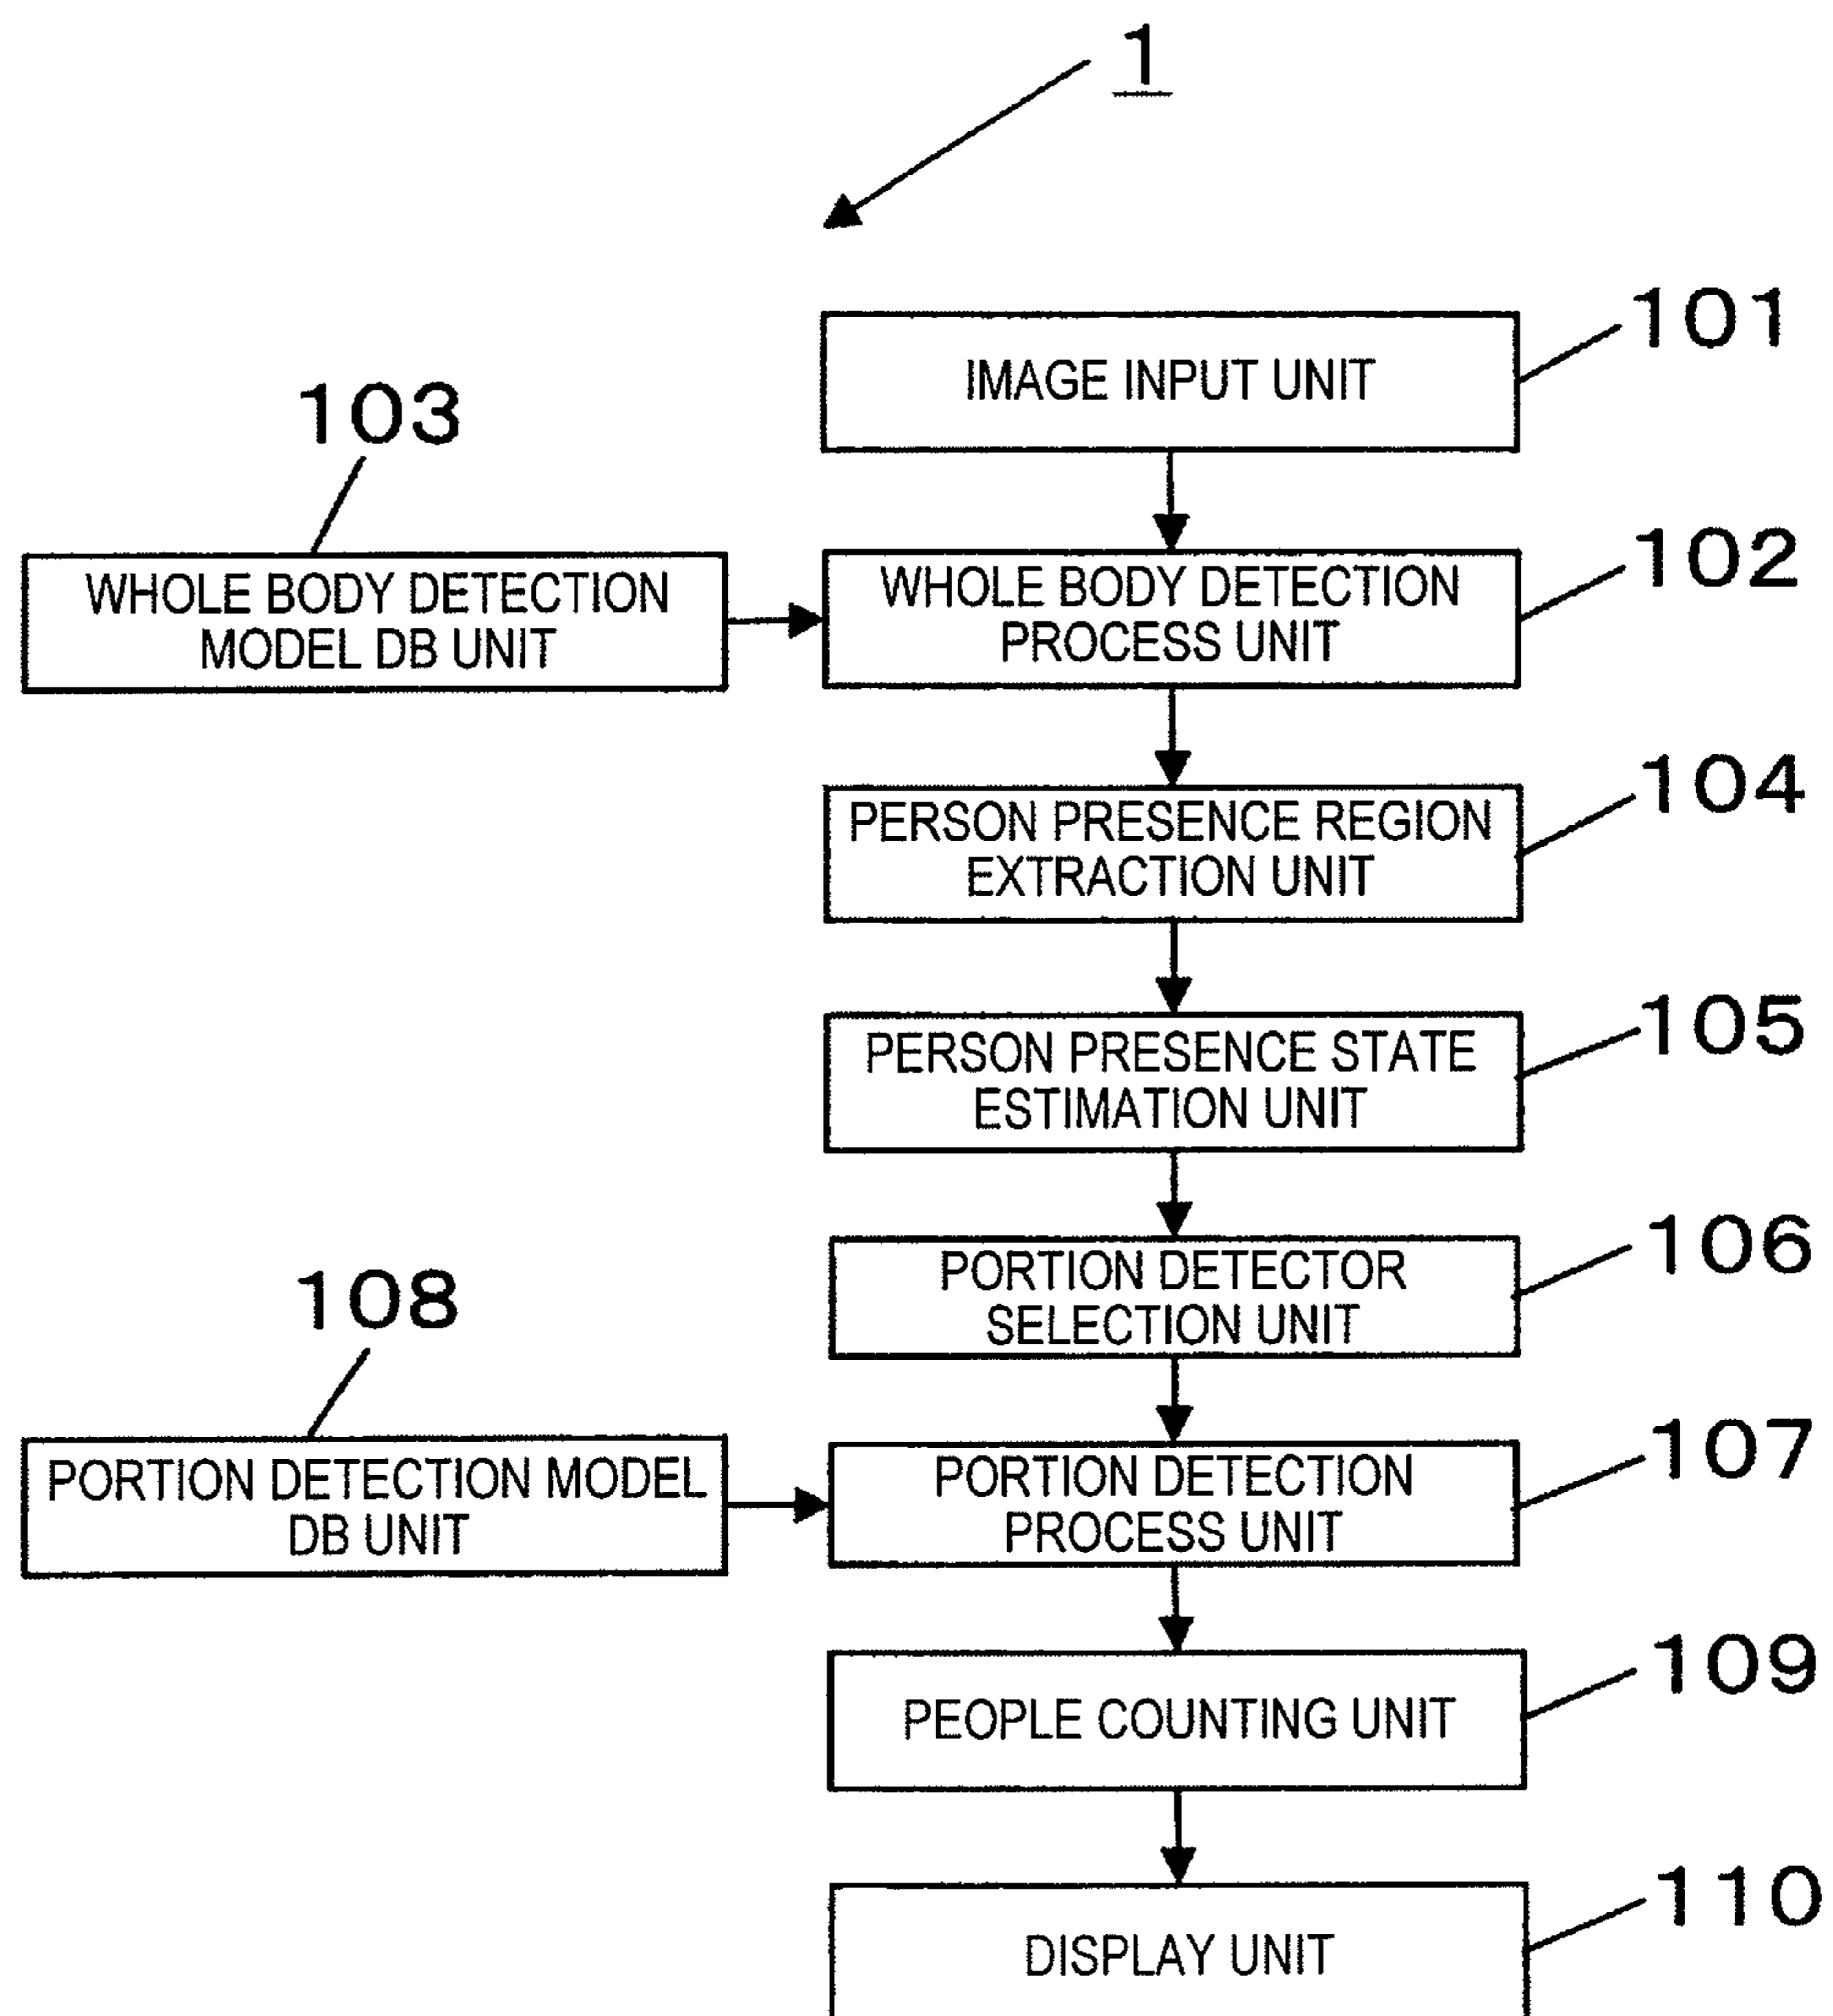 1
101
IMAGE INPUT UNIT
103
102
WHOLE BODY DETECTION
MODEL DB UNIT
WHOLE BODY DETECTION
PROCESS UNIT
104
PERSON PRESENCE REGION
EXTRACTION UNIT
105
PERSON PRESENCE STATE
ESTIMATION UNIT
106
PORTION DETECTOR
SELECTION UNIT
108
107
PORTION DETECTION MODEL
DB UNIT
PORTION DETECTION
PROCESS UNIT
109
PEOPLE COUNTING UNIT
110
DISPLAY UNIT